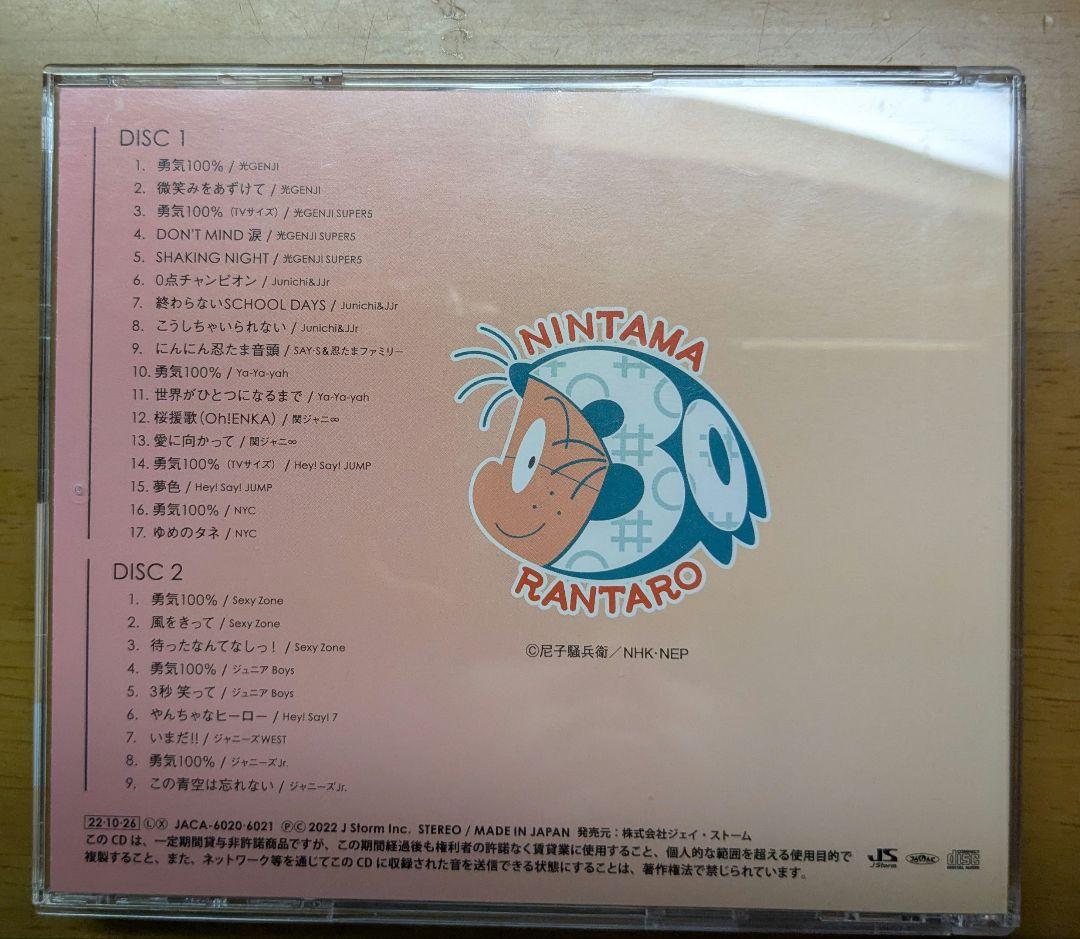 DISC 1
1. 勇気100% / 光GENJI
2. 微笑みをあずけて / 光GENJI
3. 勇気100%（TVサイズ）/ 光GENJI SUPER5
4. DON'T MIND 涙 / 光GENJI SUPER5
5. SHAKING NIGHT / 光GENJI SUPER5
6. 0点チャンピオン / Junichi&JJr
7. 終わらないSCHOOL DAYS / Junichi&JJr
8. こうしちゃいられない / Junichi&JJr
9. にんにん忍たま音頭 / SAY・S&忍たまファミリー
10. 勇気100% / Ya-Ya-yah
11. 世界がひとつになるまで / Ya-Ya-yah
12. 桜援歌(Oh!ENKA) / 関ジャニ∞
13. 愛に向かって / 関ジャニ∞
14. 勇気100%（TVサイズ）/ Hey! Say! JUMP
15. 夢色 / Hey! Say! JUMP
16. 勇気100% / NYC
17. ゆめのタネ / NYC
DISC 2
1. 勇気100% / Sexy Zone
2. 風をきって / Sexy Zone
3. 待ったなんてなしっ！ / Sexy Zone
4. 勇気100% / ジュニア Boys
5. 3秒 笑って / ジュニア Boys
6. やんちゃなヒーロー / Hey! Say! 7
7. いまだ!! / ジャニーズWEST
8. 勇気100% / ジャニーズJr.
9. この青空は忘れない / ジャニーズJr.
NINTAMA
30
RANTARO
©尼子騒兵衛／NHK・NEP
22・10・26 Ⓛ Ⓧ JACA-6020・6021 ℗© 2022 J Storm Inc. STEREO / MADE IN JAPAN 発売元：株式会社ジェイ・ストーム
このCDは、一定期間貸与非許諾商品ですが、この期間経過後も権利者の許諾なく賃貸業に使用すること、個人的な範囲を超える使用目的で
複製すること、また、ネットワーク等を通じてこのCDに収録された音を送信できる状態にすることは、著作権法で禁じられています。
JS
J Storm
COMPACT
disc
DIGITAL AUDIO